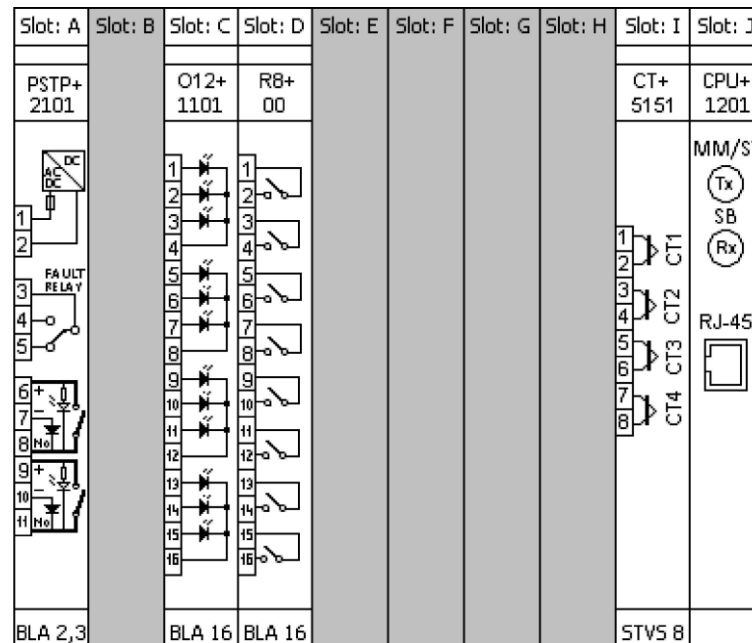 Slot: A Slot: B Slot: C Slot: D Slot: E Slot: F Slot: G Slot: H Slot: I Slot: J
PSTP+ O12+ R8+ CT+ CPU+
2101 1101 00 5151 1201
DC
AC
DC
1
2
FAULT
RELAY
3
4
5
6 +
7 -
8 No
9 +
10 -
11 No
1
2
3
4
5
6
7
8
9
10
11
12
13
14
15
16
1
2
3
4
5
6
7
8
9
10
11
12
13
14
15
16
1
2
CT1
3
4
CT2
5
6
CT3
7
8
CT4
MM/S
Tx
SB
Rx
RJ-45
BLA 2,3 BLA 16 BLA 16 STVS 8